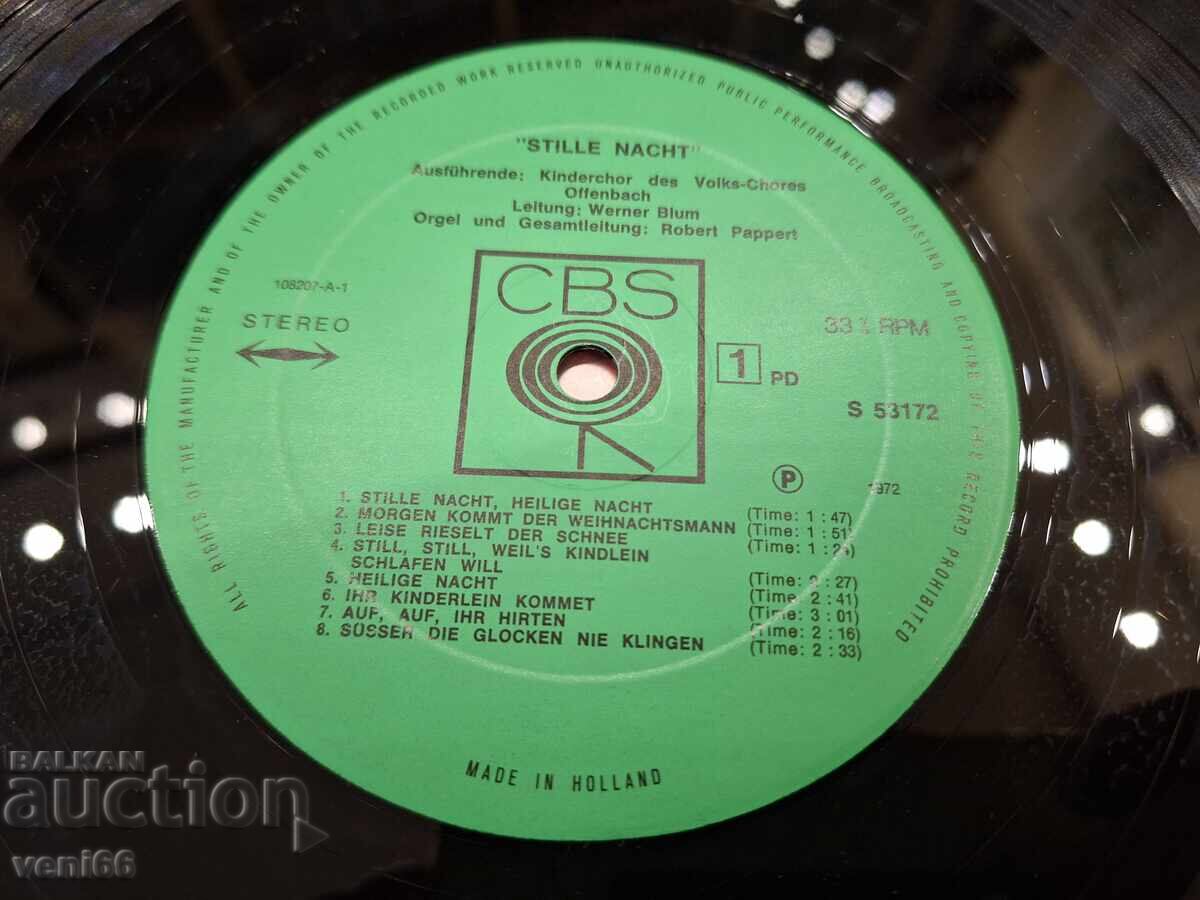 ALL RIGHTS OF THE MANUFACTURER AND OF THE OWNER OF THE RECORDED WORK RESERVED UNAUTHORIZED PUBLIC PERFORMANCE BROADCASTING AND COPYING OF THIS RECORD PROHIBITED
"STILLE NACHT"
Ausführende: Kinderchor des Volks-Chores
Offenbach
Leitung: Werner Blum
Orgel und Gesamtleitung: Robert Pappert
CBS
108207-A-1
STEREO
33⅓ RPM
1 PD
S 53172
P 1972
1. STILLE NACHT, HEILIGE NACHT (Time: 1 : 47)
2. MORGEN KOMMT DER WEIHNACHTSMANN (Time: 1 : 51)
3. LEISE RIESELT DER SCHNEE (Time: 1 :
4. STILL, STILL, WEIL'S KINDLEIN
SCHLAFEN WILL (Time: 2 : 27)
5. HEILIGE NACHT (Time: 2 : 41)
6. IHR KINDERLEIN KOMMET (Time: 3 : 01)
7. AUF, AUF, IHR HIRTEN (Time: 2 : 16)
8. SÜSSER DIE GLOCKEN NIE KLINGEN (Time: 2 : 33)
MADE IN HOLLAND
BALKAN
auction
veni66